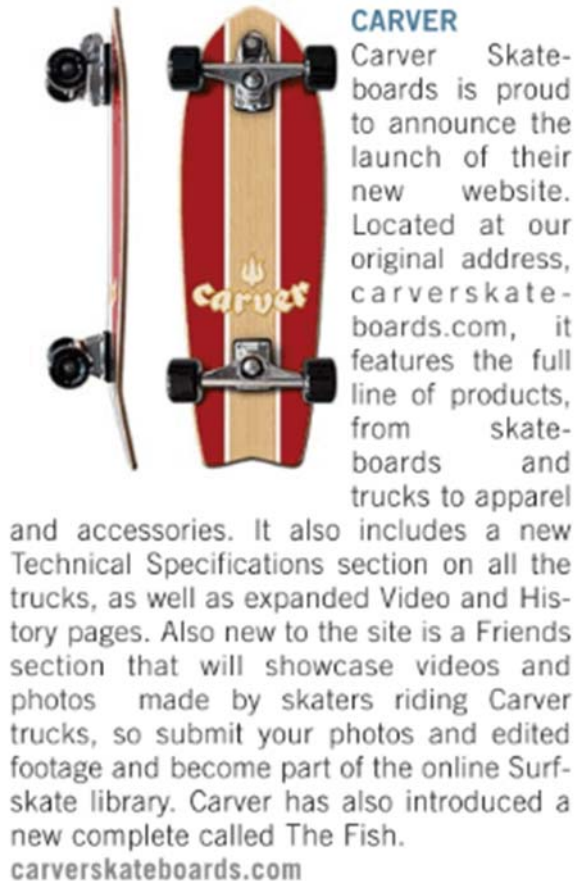 CARVER
Carver Skate-
boards is proud
to announce the
launch of their
new website.
Located at our
original address,
carverskate-
boards.com, it
features the full
line of products,
from skate-
boards and
trucks to apparel
and accessories. It also includes a new
Technical Specifications section on all the
trucks, as well as expanded Video and His-
tory pages. Also new to the site is a Friends
section that will showcase videos and
photos made by skaters riding Carver
trucks, so submit your photos and edited
footage and become part of the online Surf-
skate library. Carver has also introduced a
new complete called The Fish.
carverskateboards.com
carver